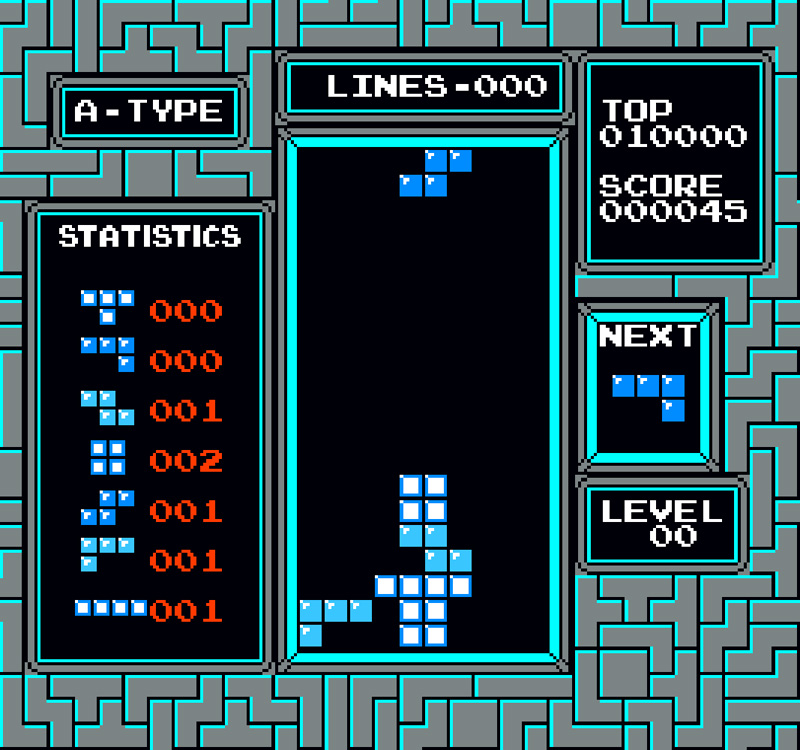 LINES-000
A-TYPE
TOP
010000
SCORE
000045
STATISTICS
000
000
001
002
001
001
001
NEXT
LEVEL
00